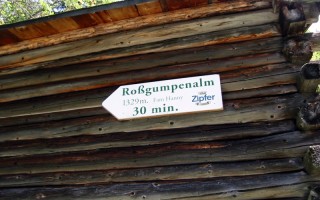 Roßgumpenalm
1329m.
30 min.
Zipfer